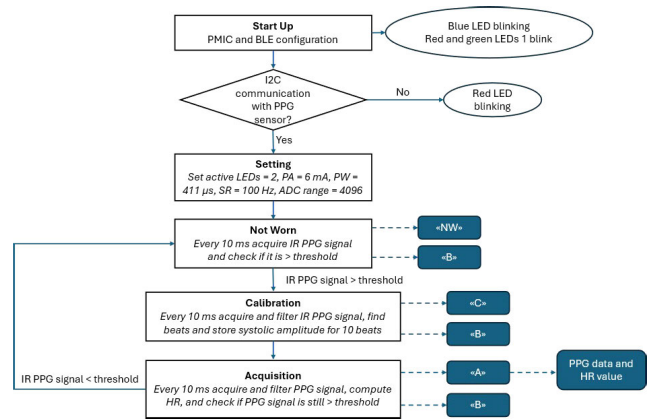 Start Up
PMIC and BLE configuration
Blue LED blinking
Red and green LEDs 1 blink
I2C
communication
with PPG
sensor?
No
Red LED
blinking
Yes
Setting
Set active LEDs = 2, PA = 6 mA, PW =
411 µs, SR = 100 Hz, ADC range = 4096
Not Worn
Every 10 ms acquire IR PPG signal
and check if it is > threshold
«NW»
«B»
IR PPG signal > threshold
Calibration
Every 10 ms acquire and filter IR PPG signal, find
beats and store systolic amplitude for 10 beats
«C»
«B»
IR PPG signal < threshold
Acquisition
Every 10 ms acquire and filter PPG signal, compute
HR, and check if PPG signal is still > threshold
«A»
«B»
PPG data and
HR value